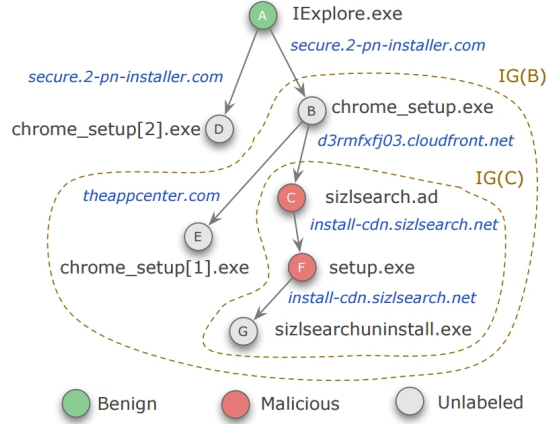 A IExplore.exe
secure.2-pn-installer.com
secure.2-pn-installer.com
IG(B)
B chrome_setup.exe
chrome_setup[2].exe D
d3rmfxfj03.cloudfront.net
IG(C)
theappcenter.com
C sizlsearch.ad
install-cdn.sizlsearch.net
E
chrome_setup[1].exe
F setup.exe
install-cdn.sizlsearch.net
G sizlsearchuninstall.exe
Benign
Malicious
Unlabeled